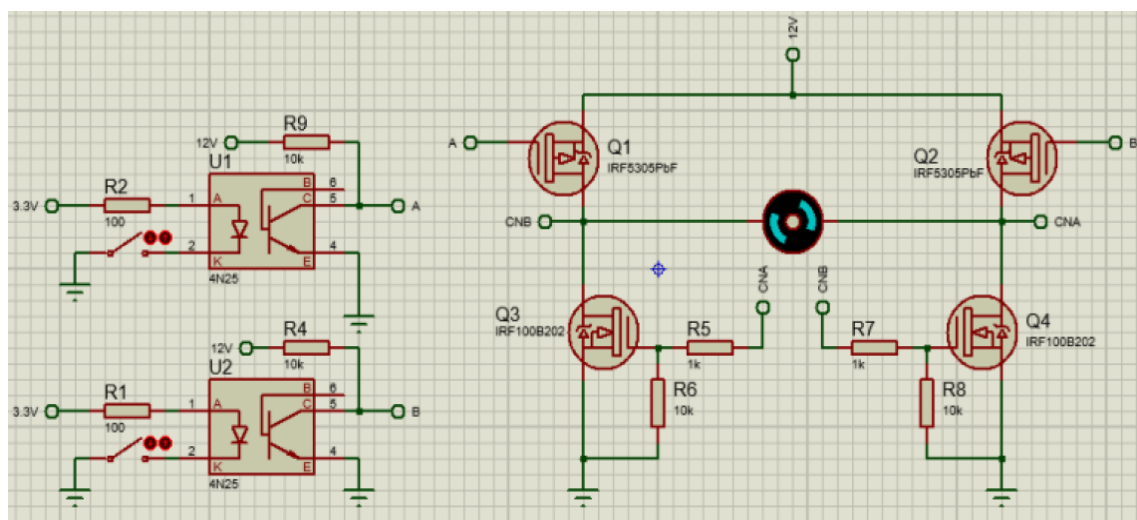 12V
R9
12V
10k
U1
A
Q1
IRF5305PbF
Q2
IRF5305PbF
B
R2
B
6
3.3V
1
A
C
5
A
100
2
K
E
4
4N25
CNB
CNA
CNA
CNB
Q3
IRF100B202
R5
1k
R7
1k
Q4
IRF100B202
R4
12V
10k
U2
R6
10k
R8
10k
R1
B
6
3.3V
1
A
C
5
B
100
2
K
E
4
4N25